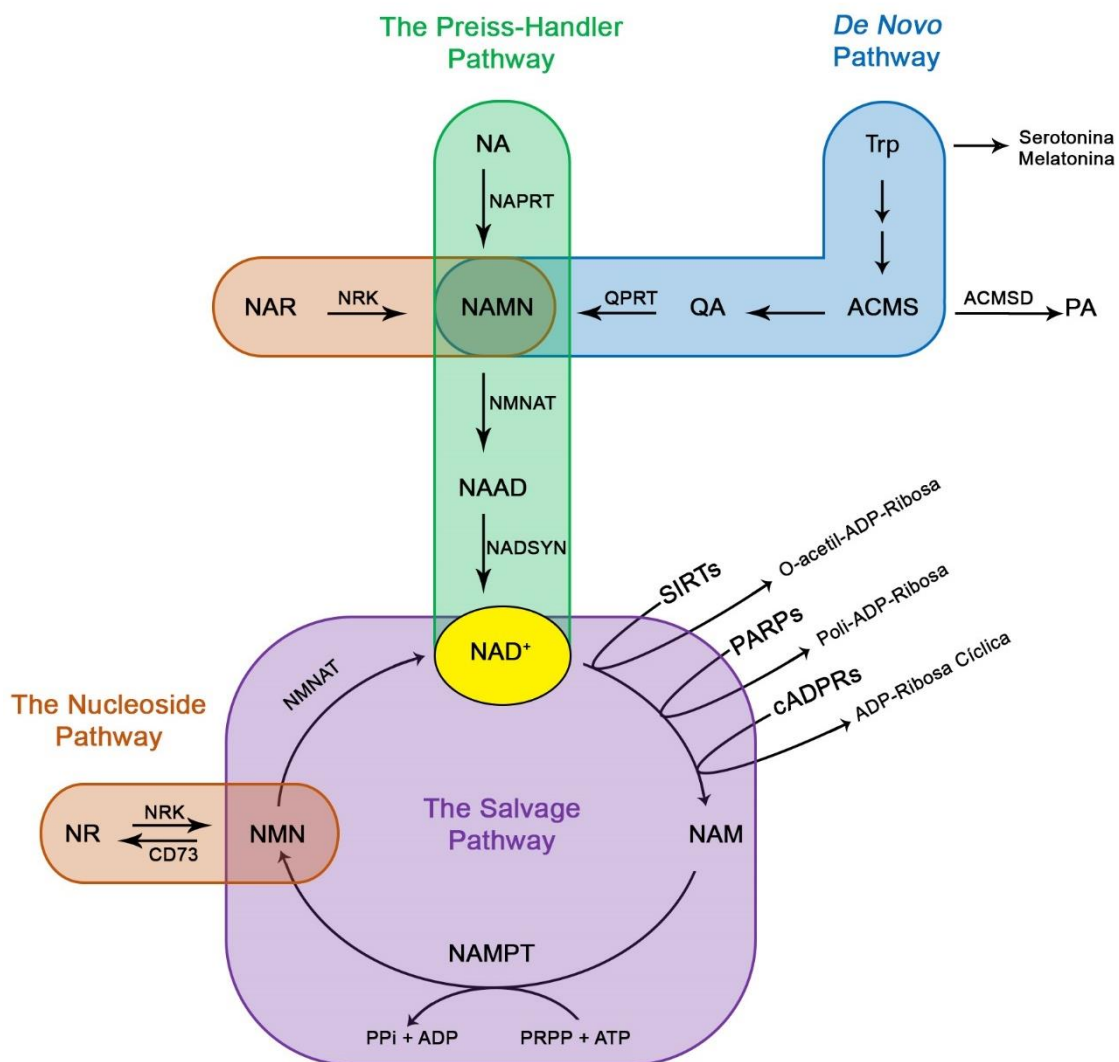 The Preiss-Handler
Pathway
De Novo
Pathway
NA
Trp
Serotonina
Melatonina
NAPRT
NAR
NRK
NAMN
QPRT
QA
ACMS
ACMSD
PA
NMNAT
NAAD
NADSYN
SIRTs
O-acetil-ADP-Ribosa
PARPs
Poli-ADP-Ribosa
cADPRs
ADP-Ribosa Cíclica
NAD⁺
NMNAT
The Nucleoside
Pathway
NR
NRK
CD73
NMN
The Salvage
Pathway
NAM
NAMPT
PPi + ADP
PRPP + ATP